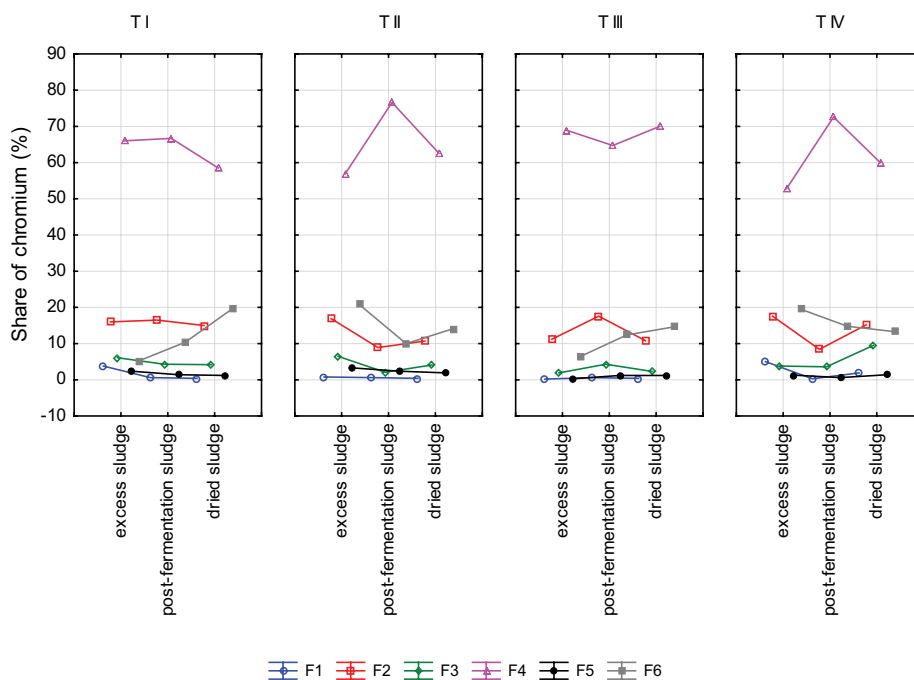 T I T II T III T IV
Share of chromium (%)
90
80
70
60
50
40
30
20
10
0
-10
excess sludge
post-fermentation sludge
dried sludge
excess sludge
post-fermentation sludge
dried sludge
excess sludge
post-fermentation sludge
dried sludge
excess sludge
post-fermentation sludge
dried sludge
F1 F2 F3 F4 F5 F6